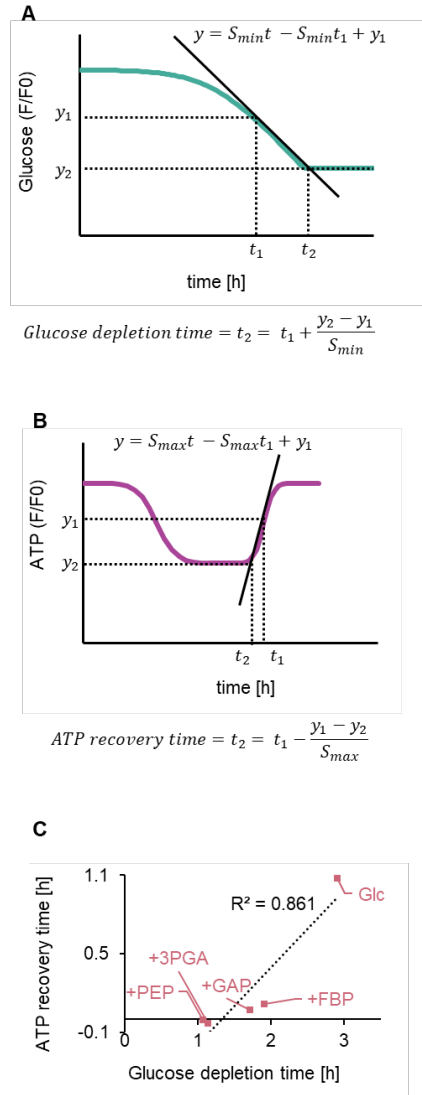 A
y = S_min t − S_min t_1 + y_1
Glucose (F/F0)
y_1
y_2
t_1
t_2
time [h]
Glucose depletion time = t_2 = t_1 + (y_2 − y_1)/S_min
B
y = S_max t − S_max t_1 + y_1
ATP (F/F0)
y_1
y_2
t_2
t_1
time [h]
ATP recovery time = t_2 = t_1 − (y_1 − y_2)/S_max
C
ATP recovery time [h]
1.1
0.5
-0.1
R² = 0.861
Glc
+3PGA
+PEP
+GAP
+FBP
0
1
2
3
Glucose depletion time [h]